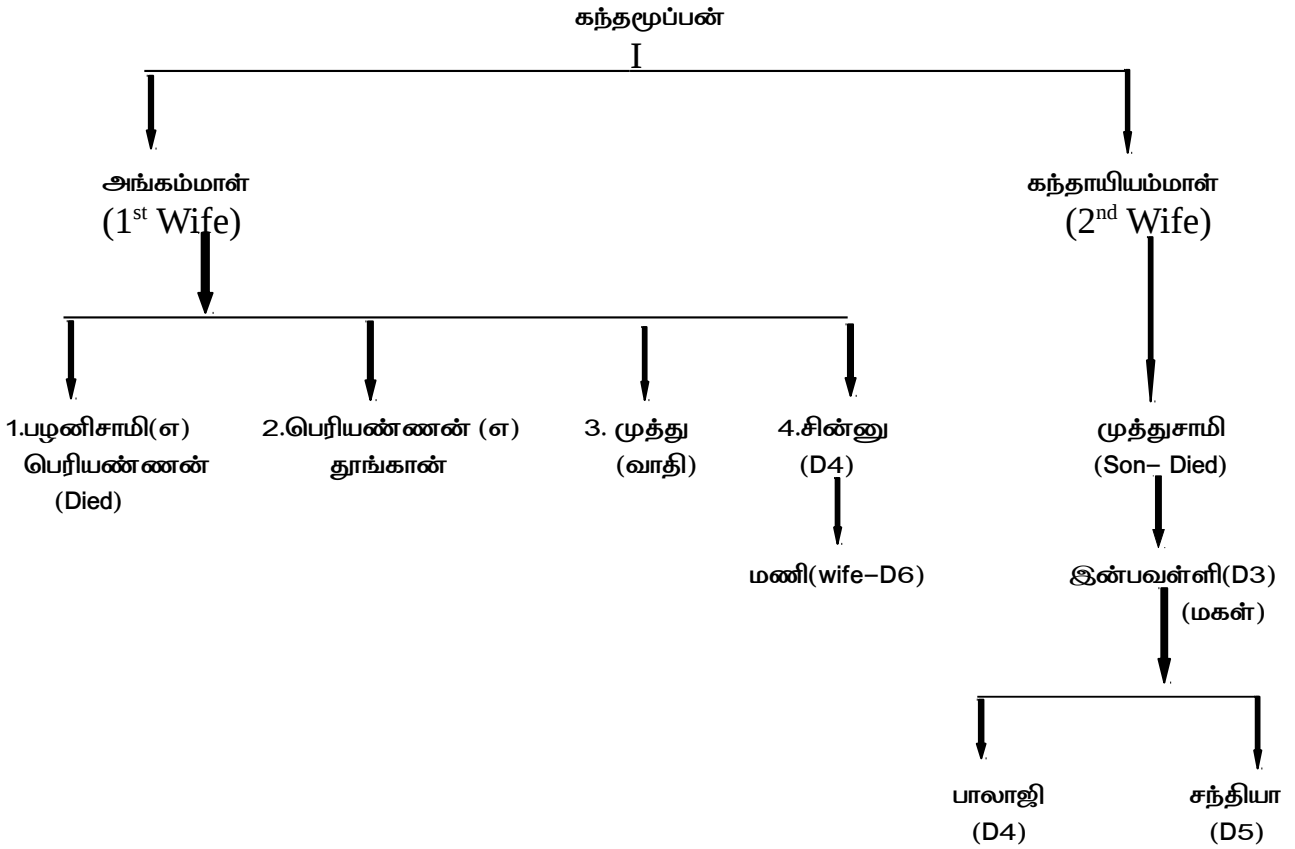 கந்தமூப்பன்
I
அங்கம்மாள்
(1st Wife)
கந்தாயியம்மாள்
(2nd Wife)
1.பழனிசாமி(எ)
பெரியண்ணன்
(Died)
2.பெரியண்ணன் (எ)
தூங்கான்
3. முத்து
(வாதி)
4.சின்னு
(D4)
முத்துசாமி
(Son– Died)
மணி(wife–D6)
இன்பவள்ளி(D3)
(மகள்)
பாலாஜி
(D4)
சந்தியா
(D5)